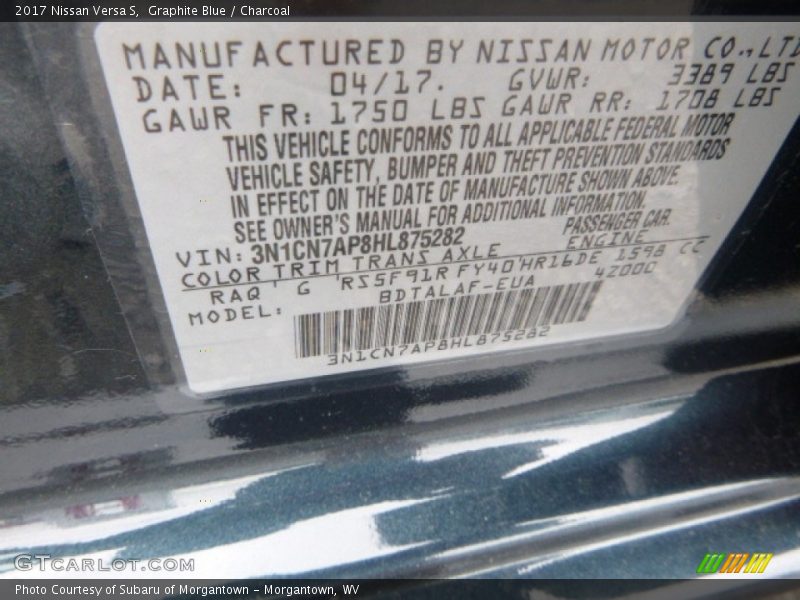 2017 Nissan Versa S,  Graphite Blue / Charcoal
MANUFACTURED BY NISSAN MOTOR CO., LTD
DATE: 04/17. GVWR: 3389 LBS
GAWR FR: 1750 LBS GAWR RR: 1708 LBS
THIS VEHICLE CONFORMS TO ALL APPLICABLE FEDERAL MOTOR
VEHICLE SAFETY, BUMPER AND THEFT PREVENTION STANDARDS
IN EFFECT ON THE DATE OF MANUFACTURE SHOWN ABOVE.
SEE OWNER'S MANUAL FOR ADDITIONAL INFORMATION.
VIN: 3N1CN7AP8HL875282 PASSENGER CAR.
COLOR TRIM TRANS AXLE ENGINE
RAQ ' G 'RS5F91R FY40'HR16DE 1598 CC
MODEL: BDTALAF-EUA 42000
3N1CN7AP8HL875282
GTCARLOT.COM
Photo Courtesy of Subaru of Morgantown - Morgantown, WV